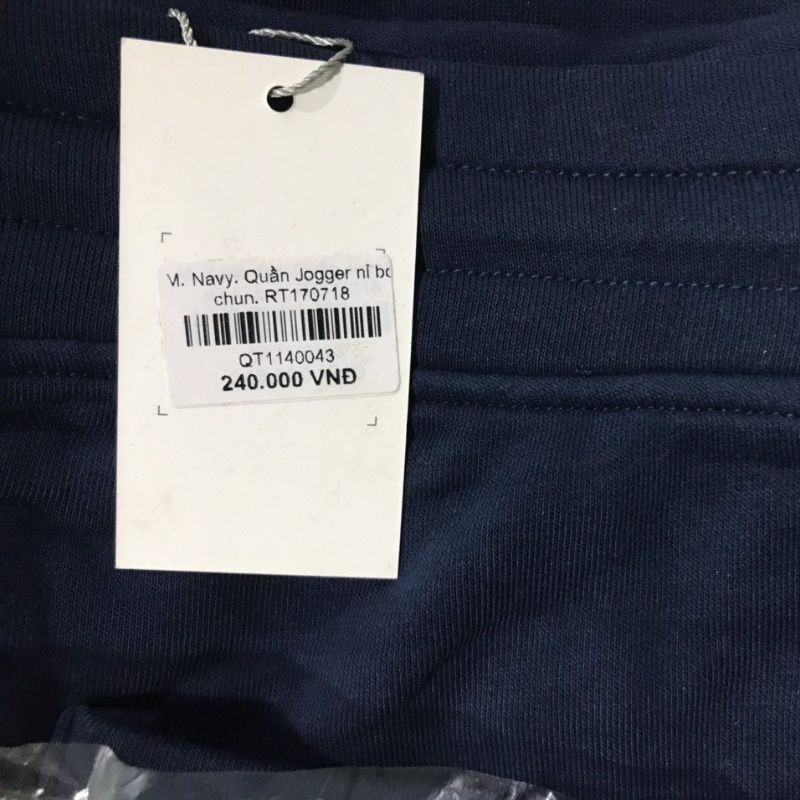 M. Navy. Quần Jogger nỉ bo
chun. RT170718
QT1140043
240.000 VNĐ